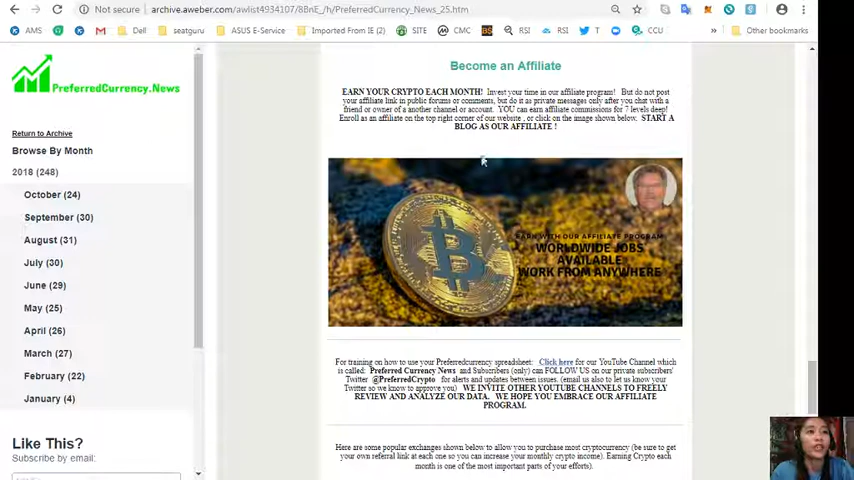 archive.aweber.com/awlist4934107/8BnE_/h/PreferredCurrency_News_25.htm
AMS
Dell
seatguru
ASUS E-Service
Imported From IE (2)
SITE
CMC
RSI
RSI
T
CCU
Other bookmarks
PreferredCurrency.News
Return to Archive
Browse By Month
2018 (248)
October (24)
September (30)
August (31)
July (30)
June (29)
May (25)
April (26)
March (27)
February (22)
January (4)
Like This?
Subscribe by email:
Become an Affiliate
EARN YOUR CRYPTO EACH MONTH! Invest your time in our affiliate program! But do not post
your affiliate link in public forums or comments, but do it as private messages only after you chat with a
friend or owner of a another channel or account. YOU can earn affiliate commissions for 7 levels deep!
Enroll as an affiliate on the top right corner of our website , or click on the image shown below. START A
BLOG AS OUR AFFILIATE !
EARN WITH OUR AFFILIATE PROGRAM
WORLDWIDE JOBS
AVAILABLE
WORK FROM ANYWHERE
For training on how to use your Preferredcurrency spreadsheet: Click here for our YouTube Channel which
is called: Preferred Currency News and Subscribers (only) can FOLLOW US on our private subscribers'
Twitter @PreferredCrypto for alerts and updates between issues. (email us also to let us know your
Twitter so we know to approve you) WE INVITE OTHER YOUTUBE CHANNELS TO FREELY
REVIEW AND ANALYZE OUR DATA. WE HOPE YOU EMBRACE OUR AFFILIATE
PROGRAM.
Here are some popular exchanges shown below to allow you to purchase most cryptocurrency (be sure to get
your own referral link at each one so you can increase your monthly crypto income). Earning Crypto each
month is one of the most important parts of your efforts).